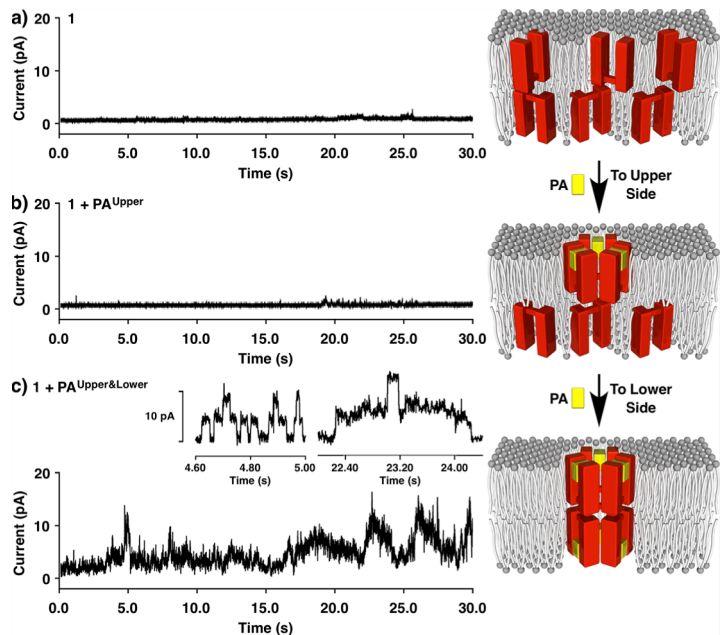 a)
1
20
10
0
Current (pA)
0.0 5.0 10.0 15.0 20.0 25.0 30.0
Time (s)
PA
To Upper
Side
b)
1 + PA^Upper
20
10
0
Current (pA)
0.0 5.0 10.0 15.0 20.0 25.0 30.0
Time (s)
PA
To Lower
Side
c)
1 + PA^Upper&Lower
10 pA
4.60 4.80 5.00
Time (s)
22.40 23.20 24.00
Time (s)
20
10
0
Current (pA)
0.0 5.0 10.0 15.0 20.0 25.0 30.0
Time (s)